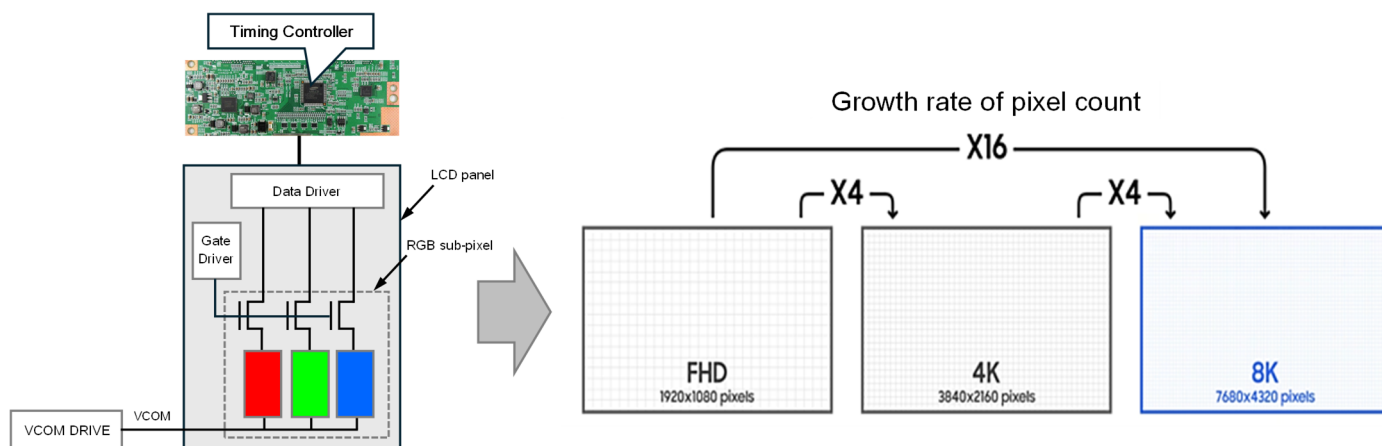 Timing Controller
LCD panel
Data Driver
Gate
Driver
RGB sub-pixel
VCOM
VCOM DRIVE
Growth rate of pixel count
X16
X4
X4
FHD
1920x1080 pixels
4K
3840x2160 pixels
8K
7680x4320 pixels